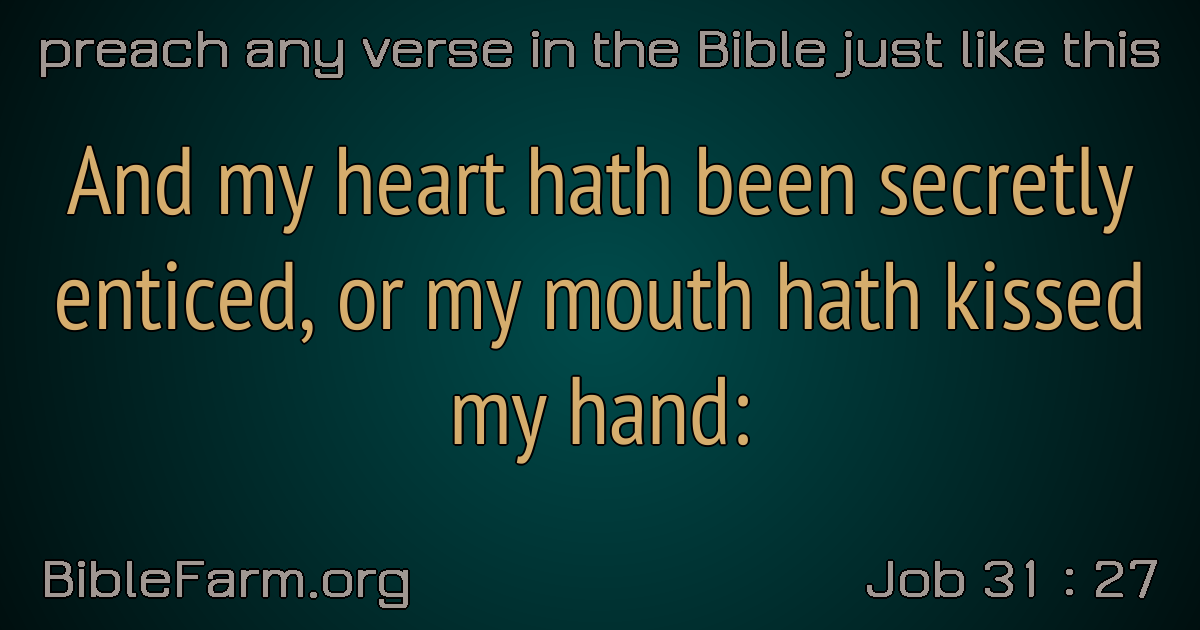 preach any verse in the Bible just like this
And my heart hath been secretly
enticed, or my mouth hath kissed
my hand:
BibleFarm.org
Job 31 : 27